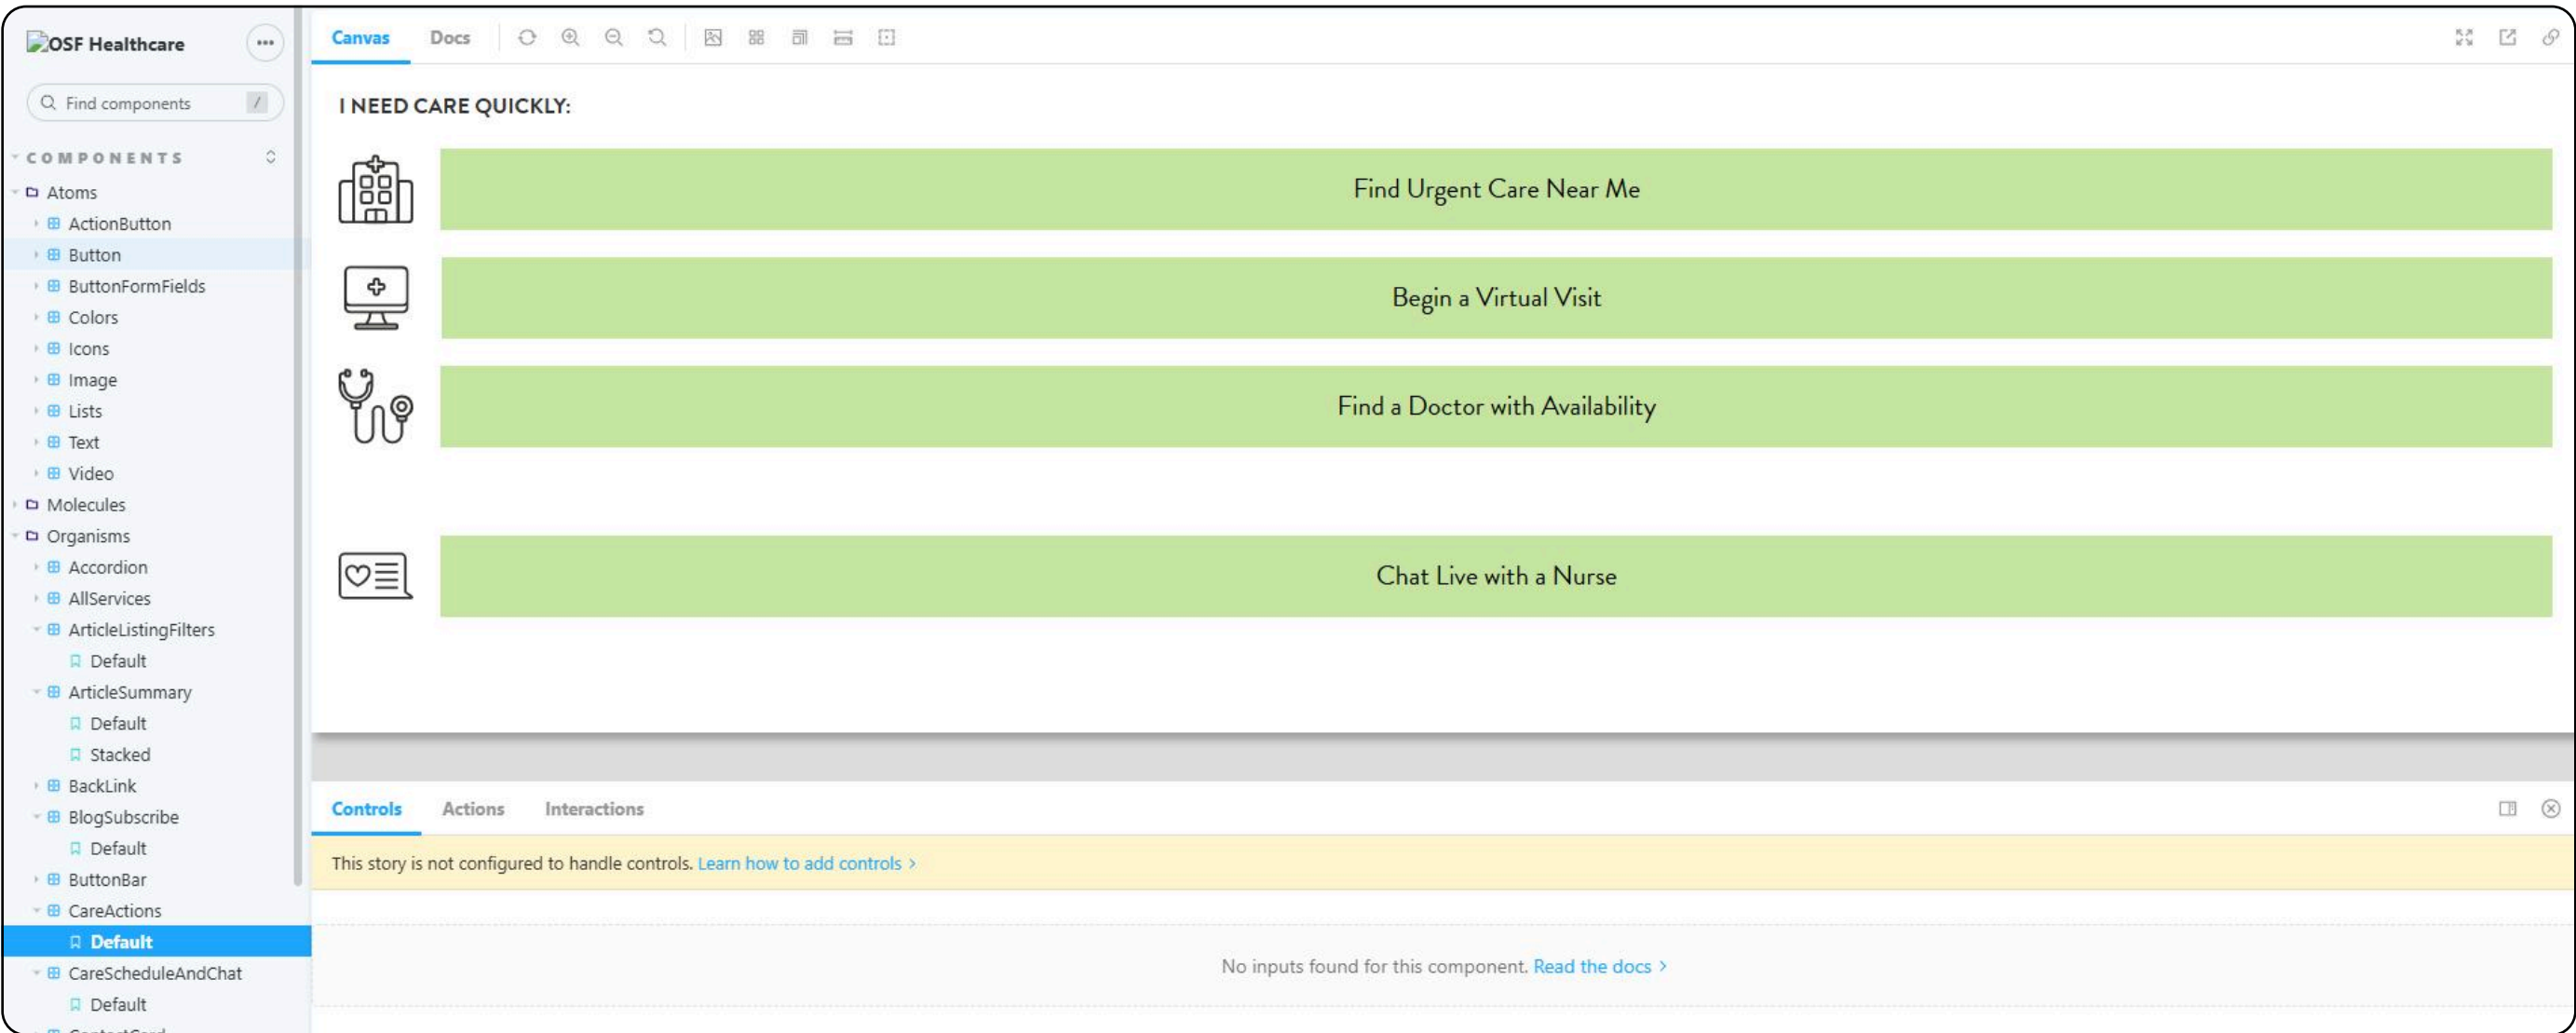 OSF Healthcare
Find components /
COMPONENTS
Atoms
ActionButton
Button
ButtonFormFields
Colors
Icons
Image
Lists
Text
Video
Molecules
Organisms
Accordion
AllServices
ArticleListingFilters
Default
ArticleSummary
Default
Stacked
BackLink
BlogSubscribe
Default
ButtonBar
CareActions
Default
CareScheduleAndChat
Default
Canvas Docs
I NEED CARE QUICKLY:
Find Urgent Care Near Me
Begin a Virtual Visit
Find a Doctor with Availability
Chat Live with a Nurse
Controls Actions Interactions
This story is not configured to handle controls. Learn how to add controls >
No inputs found for this component. Read the docs >